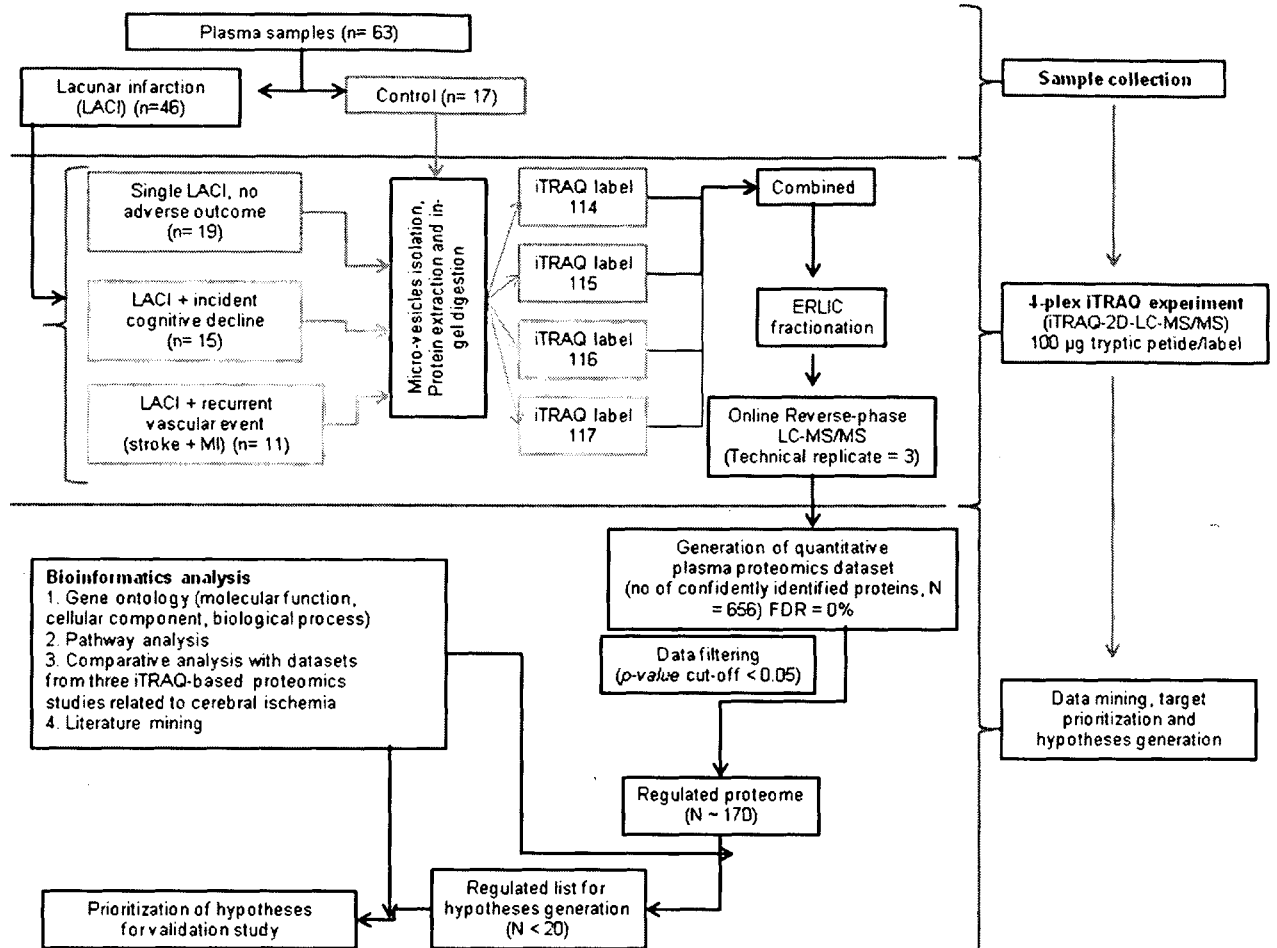 Plasma samples (n= 63)
Lacunar infarction
(LACI) (n=46)
Control (n= 17)
Sample collection
Single LACI, no
adverse outcome
(n= 19)
LACI + incident
cognitive decline
(n= 15)
LACI + recurrent
vascular event
(stroke + MI) (n= 11)
Micro-vesicles isolation,
Protein extraction and in-
gel digestion
iTRAQ label
114
iTRAQ label
115
iTRAQ label
116
iTRAQ label
117
Combined
ERLIC
fractionation
Online Reverse-phase
LC-MS/MS
(Technical replicate = 3)
4-plex iTRAQ experiment
(iTRAQ-2D-LC-MS/MS)
100 µg tryptic petide/label
Generation of quantitative
plasma proteomics dataset
(no of confidently identified proteins, N
= 656) FDR = 0%
Data filtering
(p-value cut-off < 0.05)
Bioinformatics analysis
1. Gene ontology (molecular function,
cellular component, biological process)
2. Pathway analysis
3. Comparative analysis with datasets
from three iTRAQ-based proteomics
studies related to cerebral ischemia
4. Literature mining
Data mining, target
prioritization and
hypotheses generation
Regulated proteome
(N ~ 170)
Regulated list for
hypotheses generation
(N < 20)
Prioritization of hypotheses
for validation study